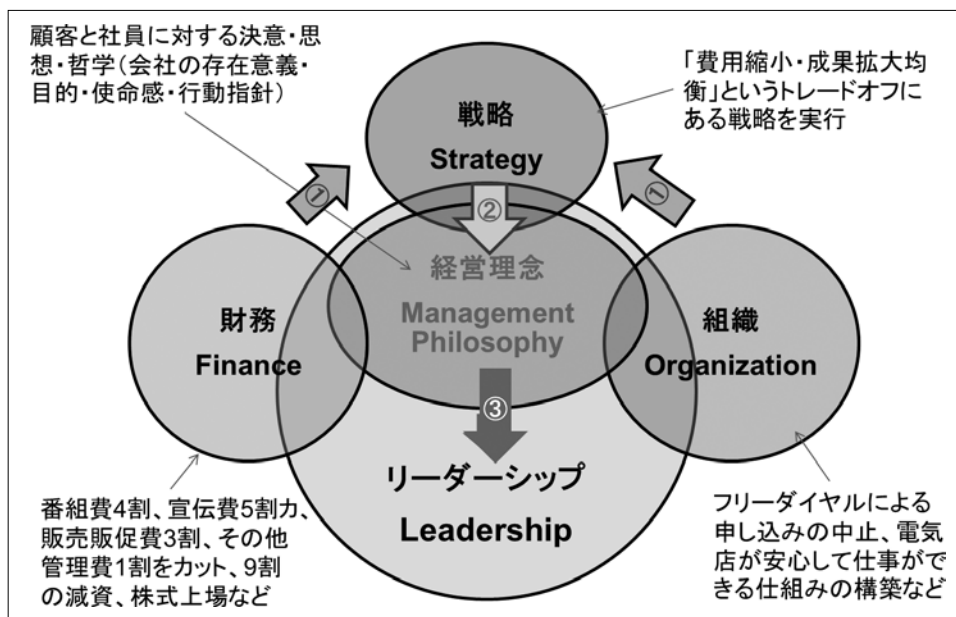 顧客と社員に対する決意・思
想・哲学(会社の存在意義・
目的・使命感・行動指針)
「費用縮小・成果拡大均
衡」というトレードオフに
ある戦略を実行
戦略
Strategy
①
①
②
経営理念
Management
Philosophy
財務
Finance
組織
Organization
③
リーダーシップ
Leadership
番組費4割、宣伝費5割カ、
販売販促費3割、その他
管理費1割をカット、9割
の減資、株式上場など
フリーダイヤルによる
申し込みの中止、電気
店が安心して仕事がで
きる仕組みの構築など